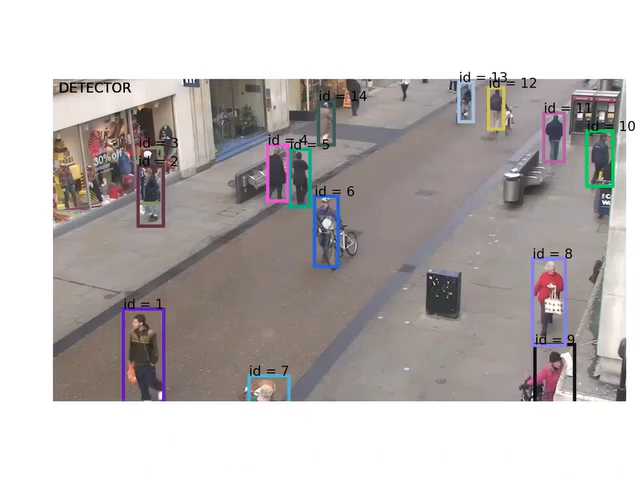 DETECTOR
id = 13
id = 12
id = 14
id = 11
id = 10
id = 3
id = 4
id = 5
id = 2
id = 6
id = 8
id = 1
id = 9
id = 7
30%